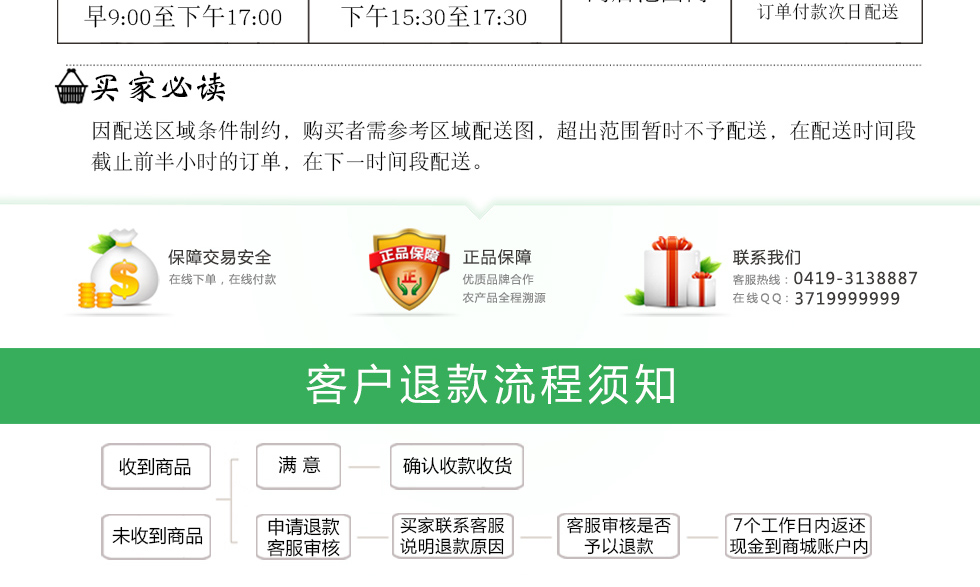 早9:00至下午17:00
下午15:30至17:30
订单付款次日配送
买家必读
因配送区域条件制约，购买者需参考区域配送图，超出范围暂时不予配送，在配送时间段
截止前半小时的订单，在下一时间段配送。
保障交易安全
在线下单，在线付款
正品保障
正
正品保障
优质品牌合作
农产品全程溯源
联系我们
客服热线：0419-3138887
在线QQ：3719999999
客户退款流程须知
收到商品
满 意
确认收款收货
未收到商品
申请退款
客服审核
买家联系客服
说明退款原因
客服审核是否
予以退款
7个工作日内返还
现金到商城账户内